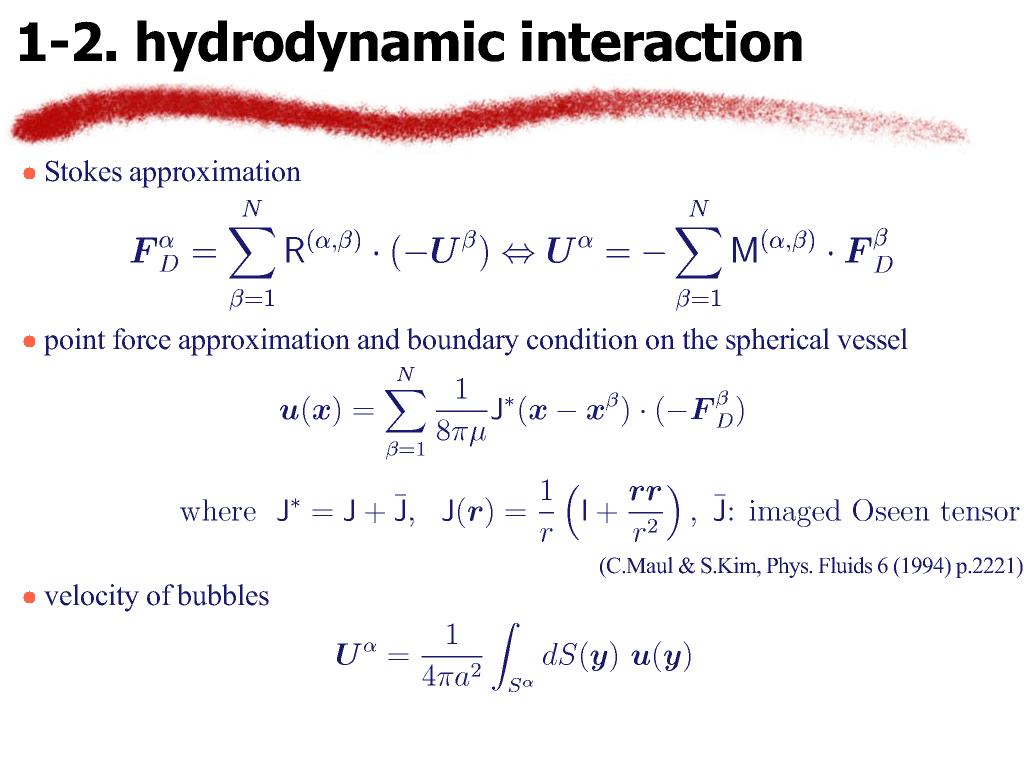 1-2. hydrodynamic interaction
• Stokes approximation
$\boldsymbol{F}_D^{\alpha} = \sum_{\beta=1}^{N} \mathsf{R}^{(\alpha,\beta)} \cdot (-\boldsymbol{U}^{\beta}) \Leftrightarrow \boldsymbol{U}^{\alpha} = -\sum_{\beta=1}^{N} \mathsf{M}^{(\alpha,\beta)} \cdot \boldsymbol{F}_D^{\beta}$
• point force approximation and boundary condition on the spherical vessel
$\boldsymbol{u}(\boldsymbol{x}) = \sum_{\beta=1}^{N} \frac{1}{8\pi\mu} \mathsf{J}^{*}(\boldsymbol{x} - \boldsymbol{x}^{\beta}) \cdot (-\boldsymbol{F}_D^{\beta})$
where $\mathsf{J}^{*} = \mathsf{J} + \bar{\mathsf{J}}, \ \mathsf{J}(\boldsymbol{r}) = \frac{1}{r}\left(\mathsf{I} + \frac{\boldsymbol{r}\boldsymbol{r}}{r^2}\right), \ \bar{\mathsf{J}}$: imaged Oseen tensor
(C.Maul & S.Kim, Phys. Fluids 6 (1994) p.2221)
• velocity of bubbles
$\boldsymbol{U}^{\alpha} = \frac{1}{4\pi a^2} \int_{S^{\alpha}} dS(\boldsymbol{y}) \ \boldsymbol{u}(\boldsymbol{y})$